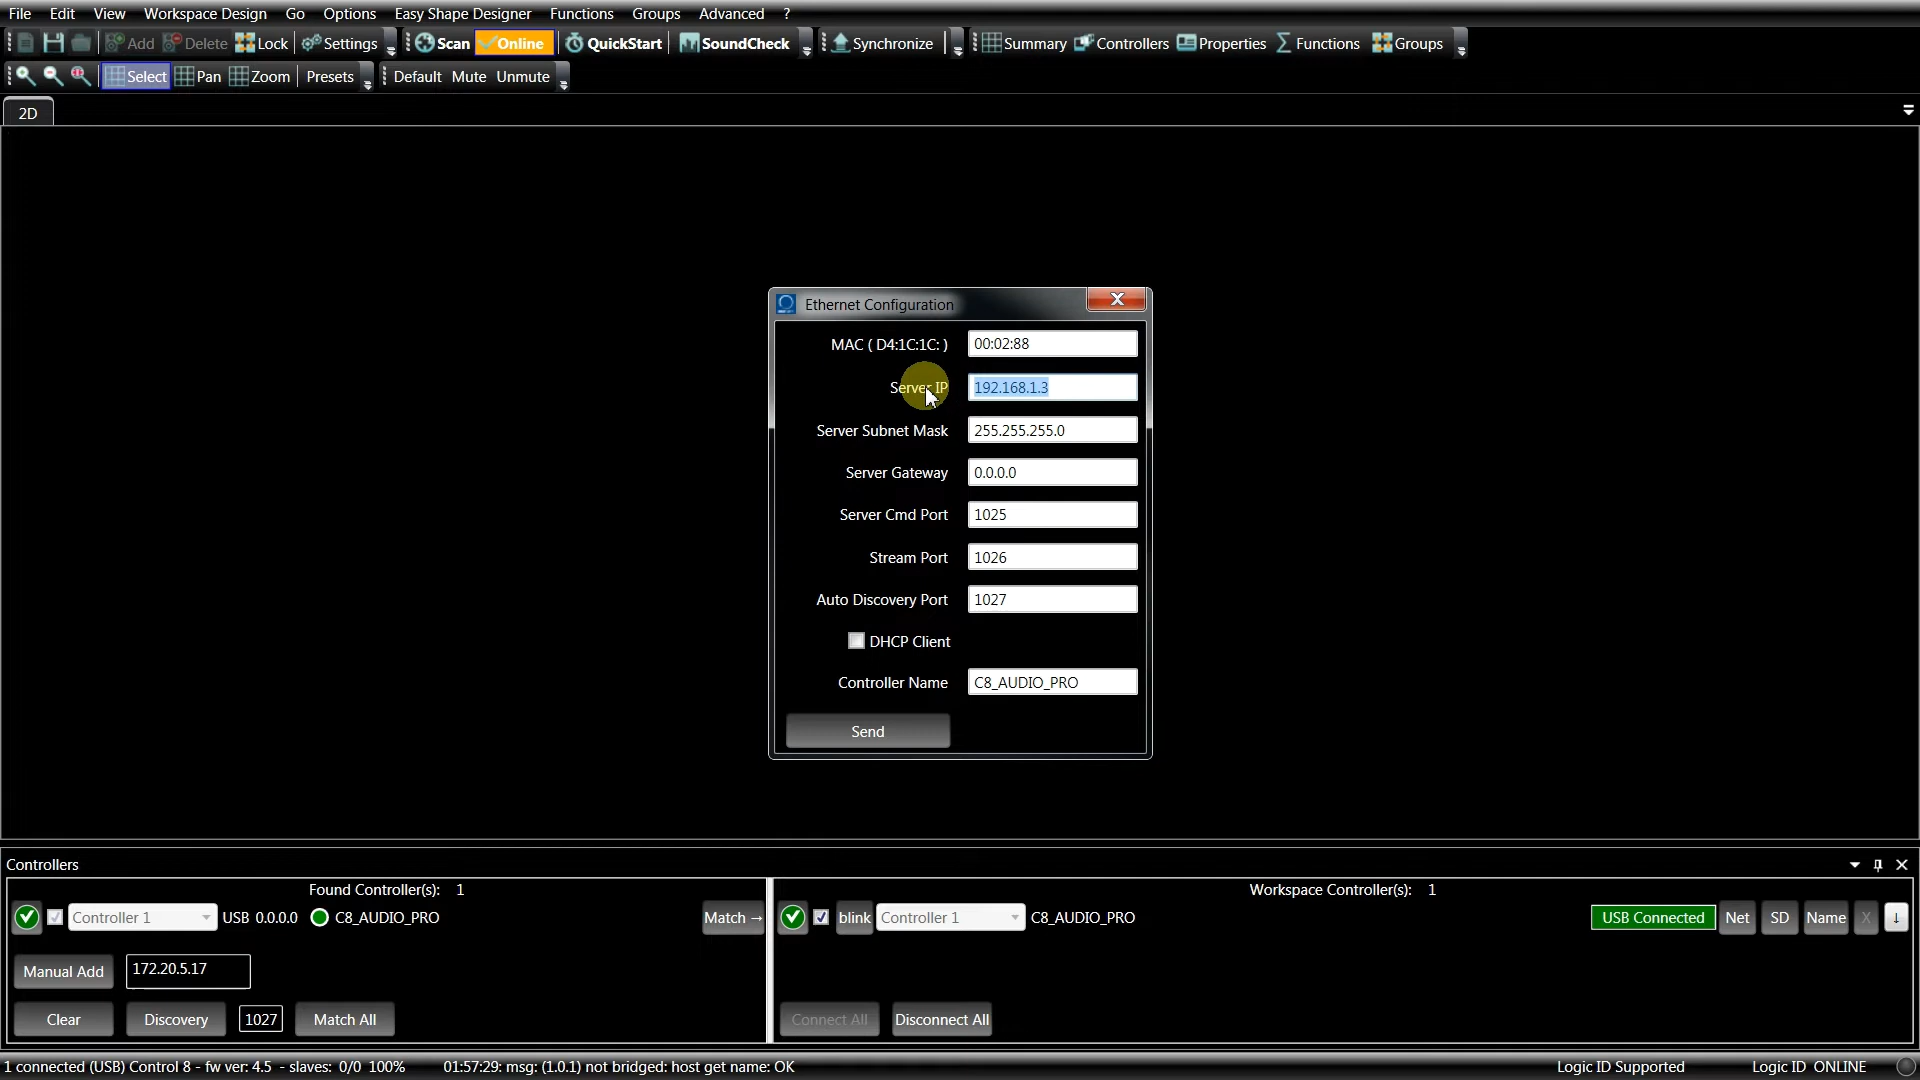 File Edit View Workspace Design Go Options Easy Shape Designer Functions Groups Advanced ?
Add Delete Lock Settings Scan Online QuickStart SoundCheck Synchronize Summary Controllers Properties Functions Groups
Select Pan Zoom Presets Default Mute Unmute
2D
Ethernet Configuration
MAC ( D4:1C:1C: ) 00:02:88
Server IP 192.168.1.3
Server Subnet Mask 255.255.255.0
Server Gateway 0.0.0.0
Server Cmd Port 1025
Stream Port 1026
Auto Discovery Port 1027
DHCP Client
Controller Name C8_AUDIO_PRO
Send
Controllers
Found Controller(s): 1 Workspace Controller(s): 1
Controller 1 USB 0.0.0.0 C8_AUDIO_PRO Match → blink Controller 1 C8_AUDIO_PRO USB Connected Net SD Name X ↓
Manual Add 172.20.5.17
Clear Discovery 1027 Match All Connect All Disconnect All
1 connected (USB) Control 8 - fw ver: 4.5 - slaves: 0/0 100% 01:57:29: msg: (1.0.1) not bridged: host get name: OK Logic ID Supported Logic ID ONLINE